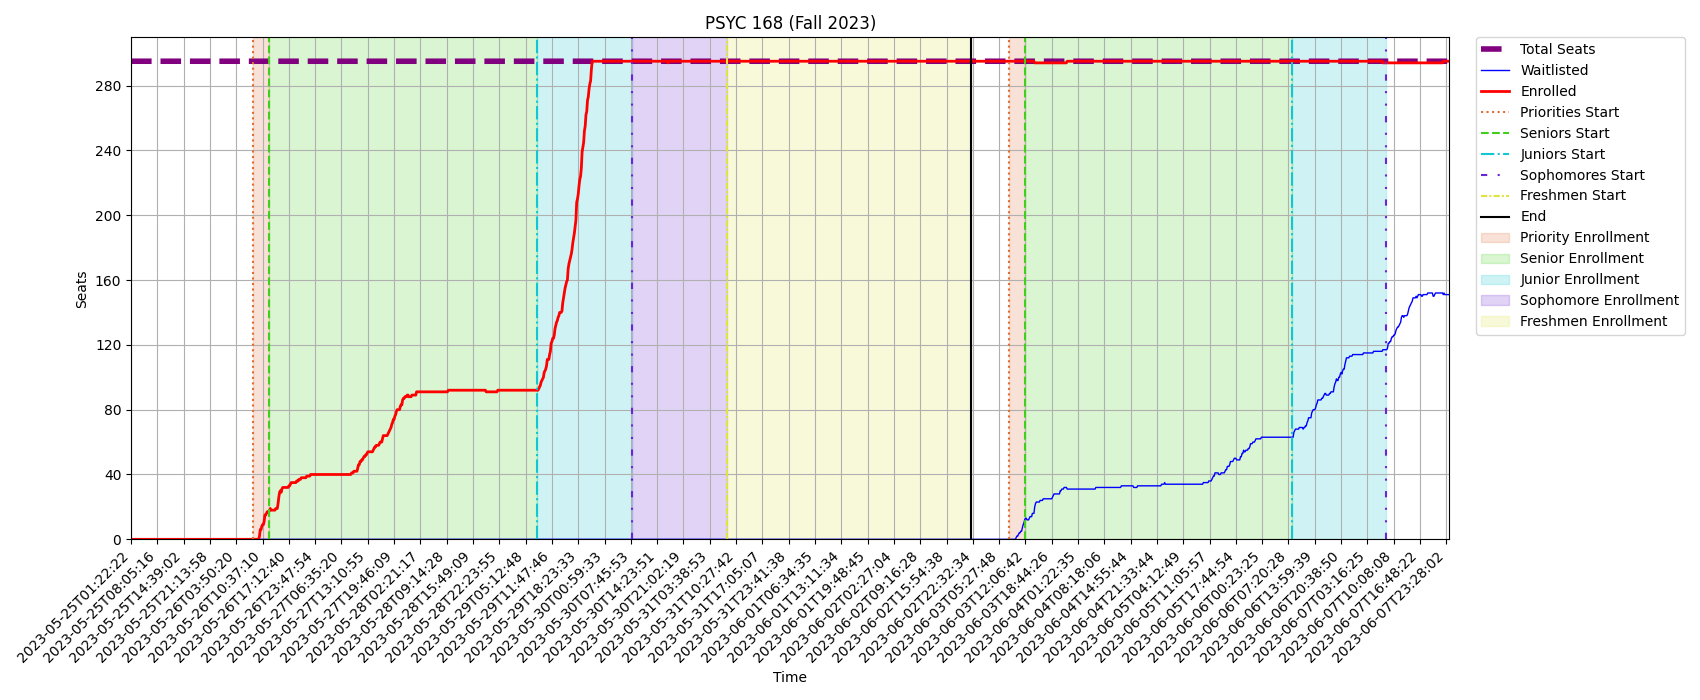 PSYC 168 (Fall 2023)
Seats
280
240
200
160
120
80
40
0
2023-05-25T01:22:22
2023-05-25T08:05:16
2023-05-25T14:39:02
2023-05-25T21:13:58
2023-05-26T03:50:20
2023-05-26T10:37:10
2023-05-26T17:12:40
2023-05-26T23:47:54
2023-05-27T06:35:20
2023-05-27T13:10:55
2023-05-27T19:46:09
2023-05-28T02:21:17
2023-05-28T09:14:28
2023-05-28T15:49:09
2023-05-28T22:23:55
2023-05-29T05:12:48
2023-05-29T11:47:46
2023-05-29T18:23:33
2023-05-30T00:59:33
2023-05-30T07:45:53
2023-05-30T14:23:51
2023-05-30T21:02:19
2023-05-31T03:38:53
2023-05-31T10:27:42
2023-05-31T17:05:07
2023-05-31T23:41:38
2023-06-01T06:34:35
2023-06-01T13:11:34
2023-06-01T19:48:45
2023-06-02T02:27:04
2023-06-02T09:16:28
2023-06-02T15:54:38
2023-06-02T22:32:34
2023-06-03T05:27:48
2023-06-03T12:06:42
2023-06-03T18:44:26
2023-06-04T01:22:35
2023-06-04T08:18:06
2023-06-04T14:55:44
2023-06-04T21:33:44
2023-06-05T04:12:49
2023-06-05T11:05:57
2023-06-05T17:44:54
2023-06-06T00:23:25
2023-06-06T07:20:28
2023-06-06T13:59:39
2023-06-06T20:38:50
2023-06-07T03:16:25
2023-06-07T10:08:08
2023-06-07T16:48:22
2023-06-07T23:28:02
Time
Total Seats
Waitlisted
Enrolled
Priorities Start
Seniors Start
Juniors Start
Sophomores Start
Freshmen Start
End
Priority Enrollment
Senior Enrollment
Junior Enrollment
Sophomore Enrollment
Freshmen Enrollment